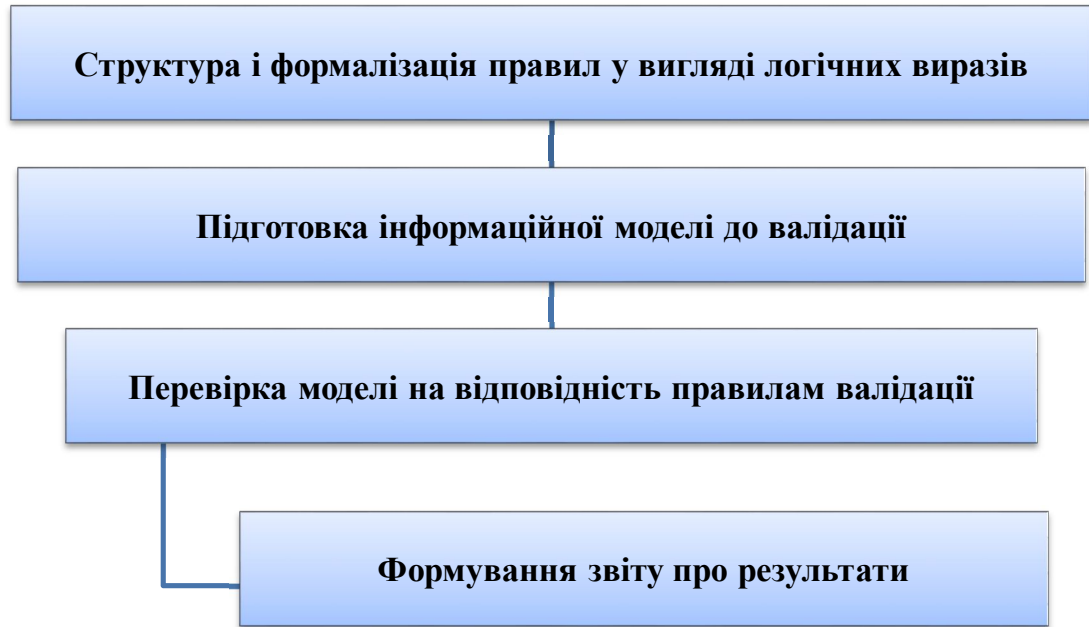 Структура і формалізація правил у вигляді логічних виразів
Підготовка інформаційної моделі до валідації
Перевірка моделі на відповідність правилам валідації
Формування звіту про результати